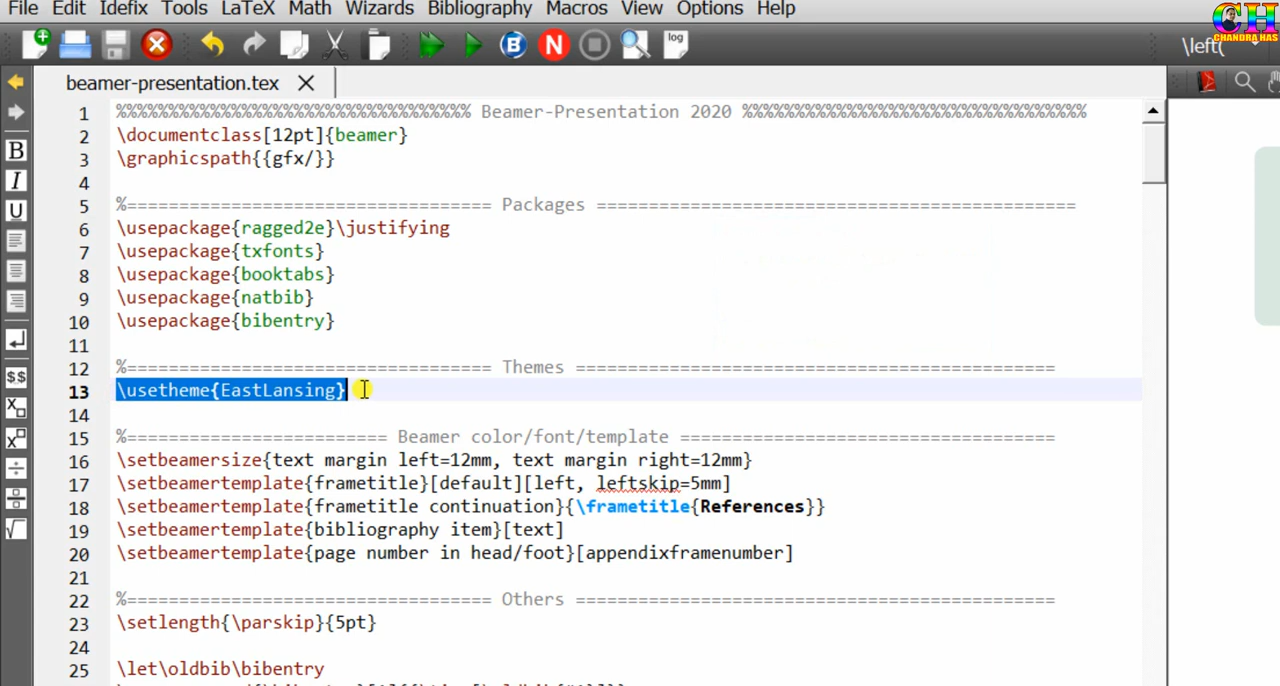 File Edit Idefix Tools LaTeX Math Wizards Bibliography Macros View Options Help
B N log \left( CH
CHANDRA HAS
beamer-presentation.tex
1 %%%%%%%%%%%%%%%%%%%%%%%%%%%%%%%%%% Beamer-Presentation 2020 %%%%%%%%%%%%%%%%%%%%%%%%%%%%%%%%%
2 \documentclass[12pt]{beamer}
3 \graphicspath{{gfx/}}
4
5 %=================================== Packages ==============================================
6 \usepackage{ragged2e}\justifying
7 \usepackage{txfonts}
8 \usepackage{booktabs}
9 \usepackage{natbib}
10 \usepackage{bibentry}
11
12 %=================================== Themes ==============================================
13 \usetheme{EastLansing}
14
15 %========================= Beamer color/font/template ====================================
16 \setbeamersize{text margin left=12mm, text margin right=12mm}
17 \setbeamertemplate{frametitle}[default][left, leftskip=5mm]
18 \setbeamertemplate{frametitle continuation}{\frametitle{References}}
19 \setbeamertemplate{bibliography item}[text]
20 \setbeamertemplate{page number in head/foot}[appendixframenumber]
21
22 %=================================== Others ===============================================
23 \setlength{\parskip}{5pt}
24
25 \let\oldbib\bibentry
B
I
U
$$